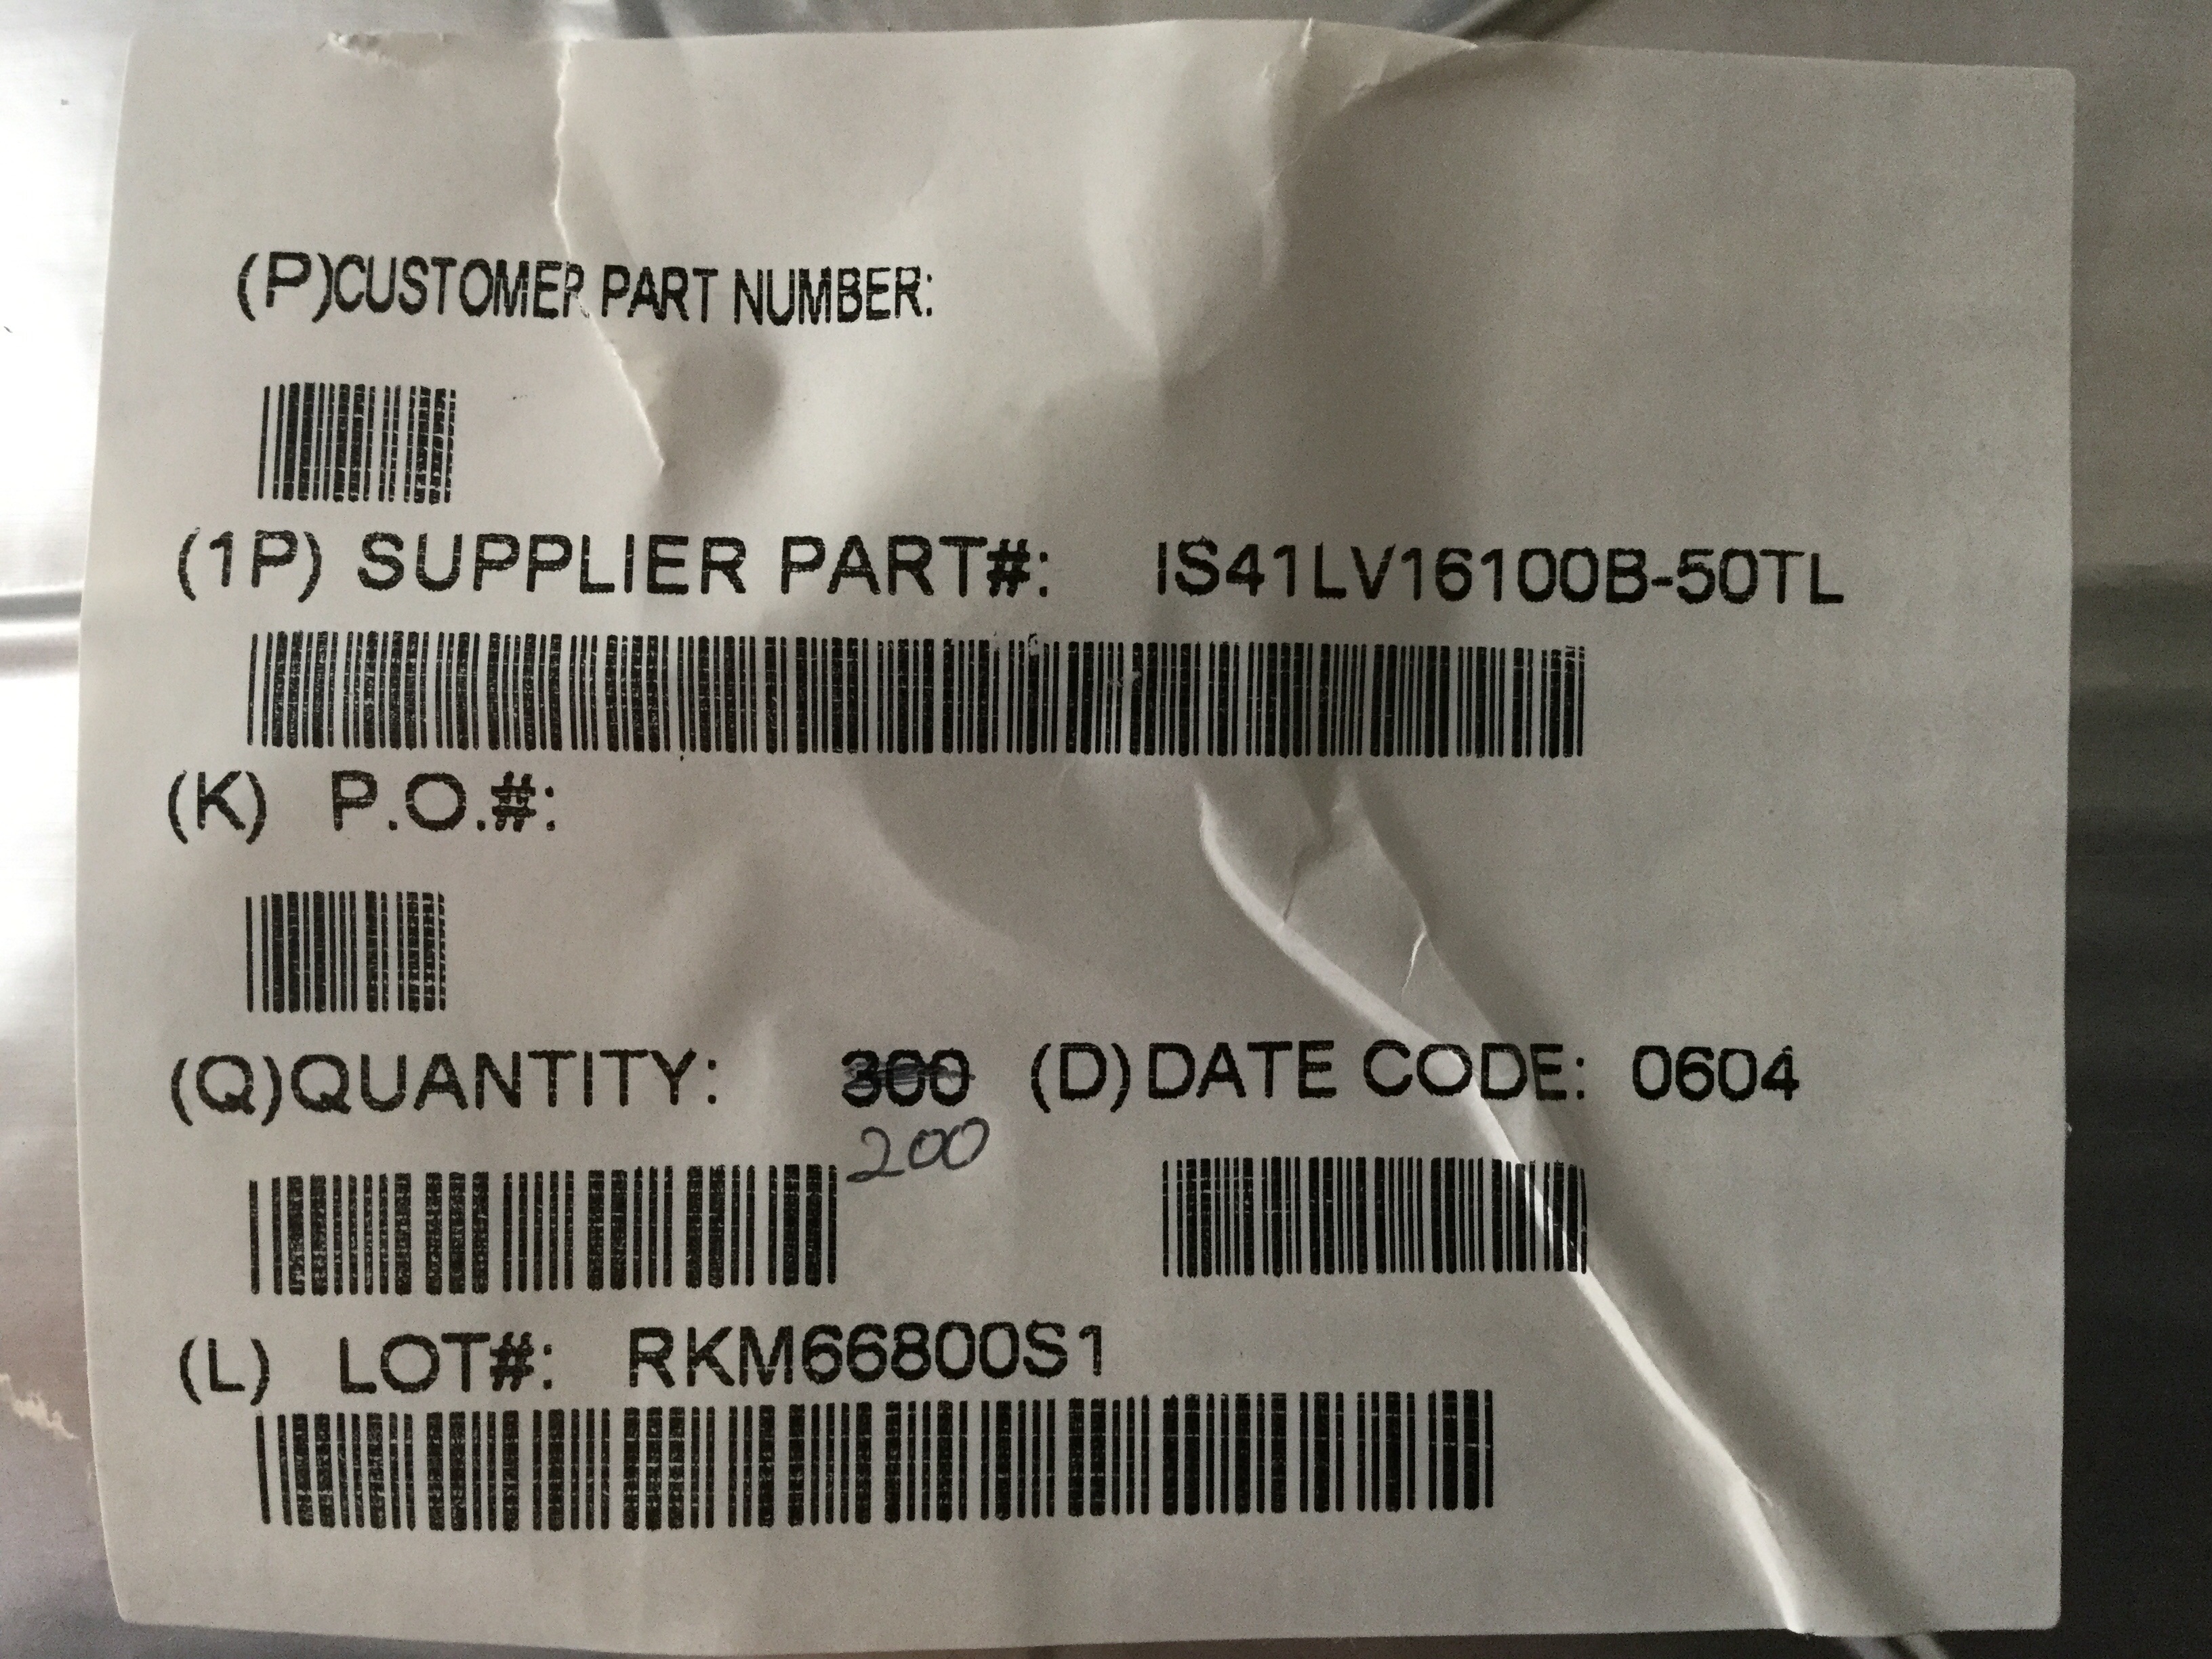 (P)CUSTOMER PART NUMBER:
(1P) SUPPLIER PART#: IS41LV16100B-50TL
(K) P.O.#:
(Q)QUANTITY: 300 (D)DATE CODE: 0604
200
(L) LOT#: RKM66800S1